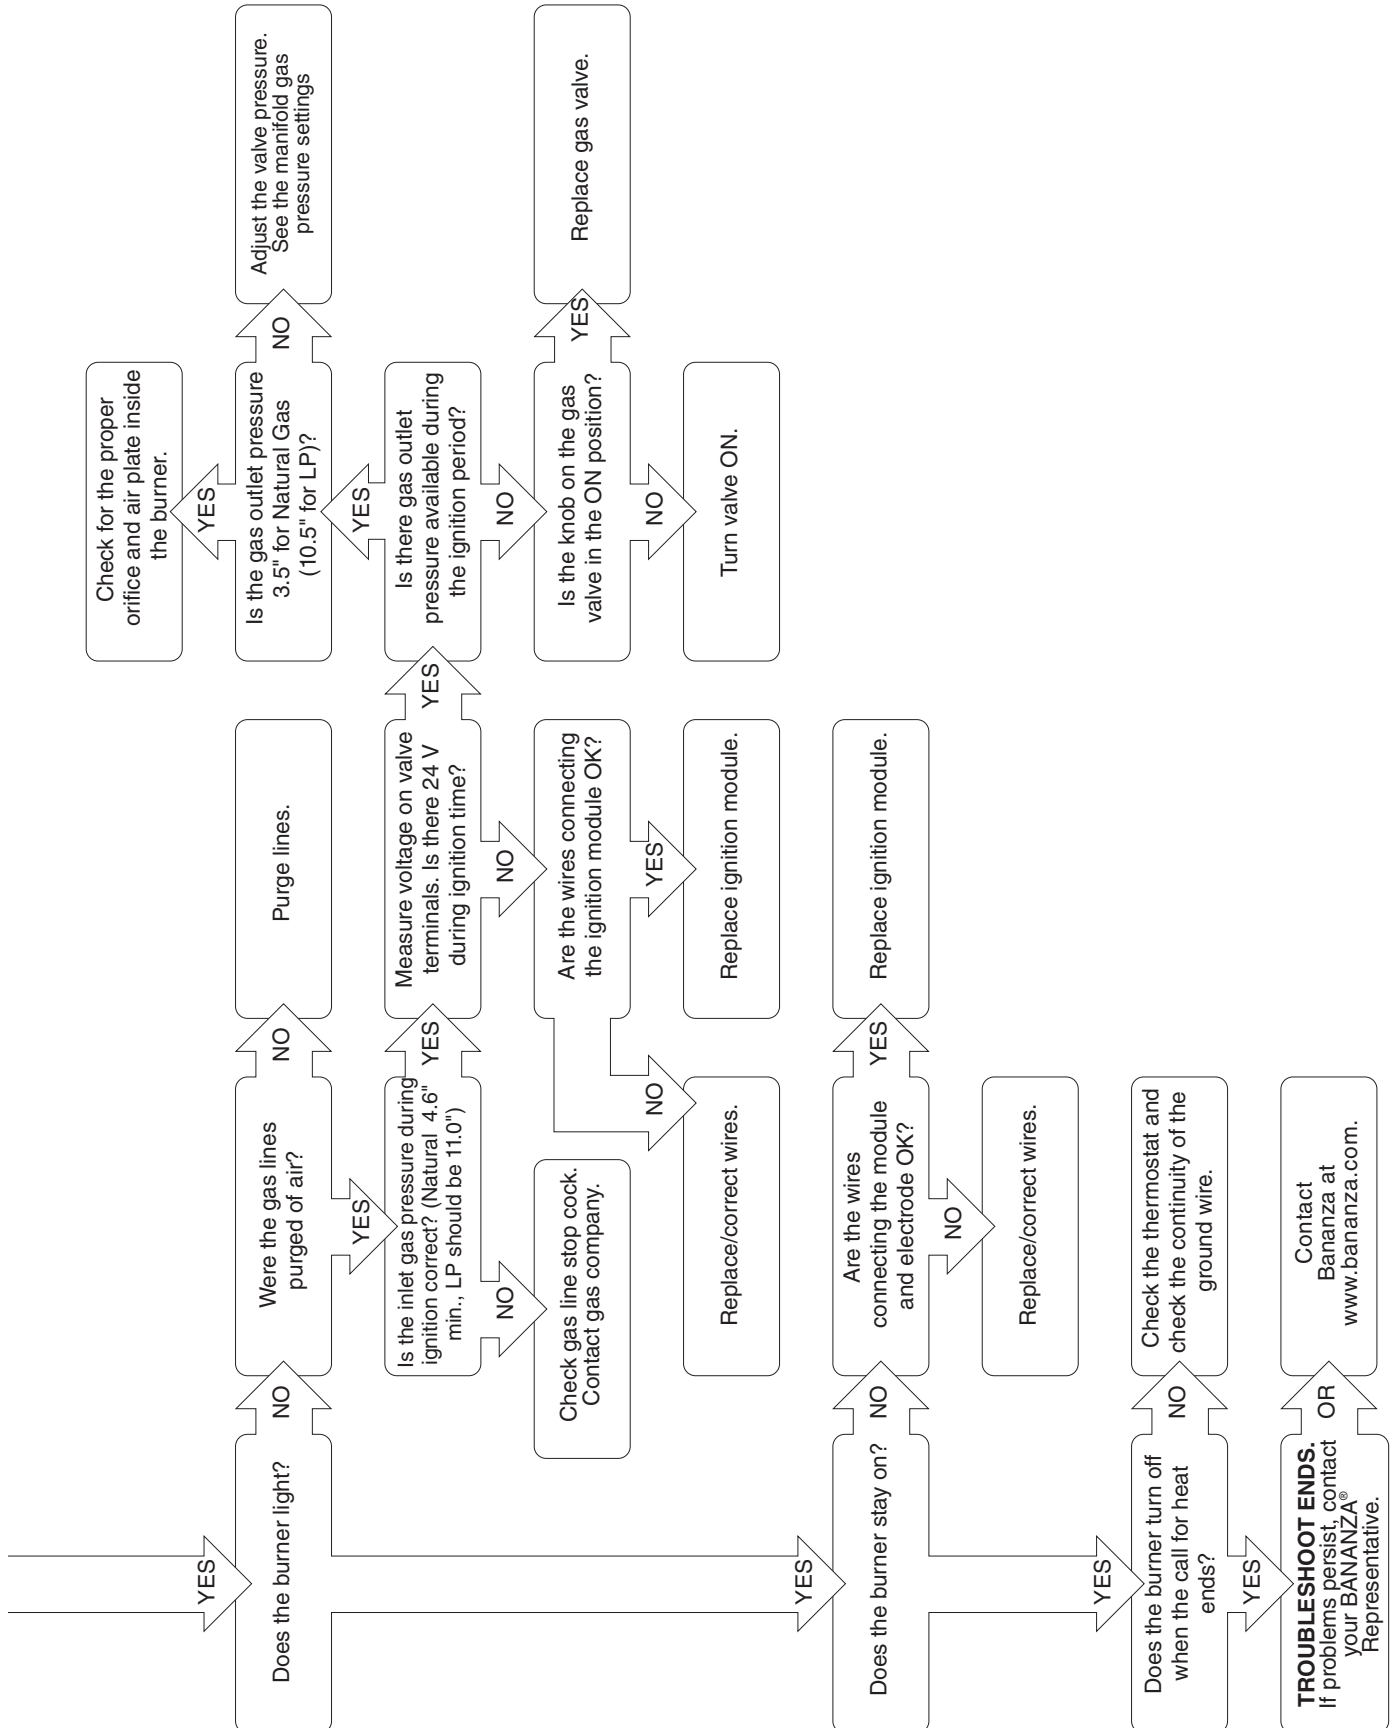 YES
Does the burner light?
NO
Were the gas lines
purged of air?
NO
Purge lines.
YES
Is the inlet gas pressure during
ignition correct? (Natural 4.6"
min., LP should be 11.0")
NO
Check gas line stop cock.
Contact gas company.
YES
Measure voltage on valve
terminals. Is there 24 V
during ignition time?
NO
Are the wires connecting
the ignition module OK?
NO
Replace/correct wires.
YES
Replace ignition module.
YES
Is there gas outlet
pressure available during
the ignition period?
YES
Is the gas outlet pressure
3.5" for Natural Gas
(10.5" for LP)?
YES
Check for the proper
orifice and air plate inside
the burner.
NO
Adjust the valve pressure.
See the manifold gas
pressure settings
NO
Is the knob on the gas
valve in the ON position?
YES
Replace gas valve.
NO
Turn valve ON.
YES
Does the burner stay on?
NO
Are the wires
connecting the module
and electrode OK?
YES
Replace ignition module.
NO
Replace/correct wires.
YES
Does the burner turn off
when the call for heat
ends?
NO
Check the thermostat and
check the continuity of the
ground wire.
YES
TROUBLESHOOT ENDS.
If problems persist, contact
your BANANZA®
Representative.
OR
Contact
Bananza at
www.bananza.com.